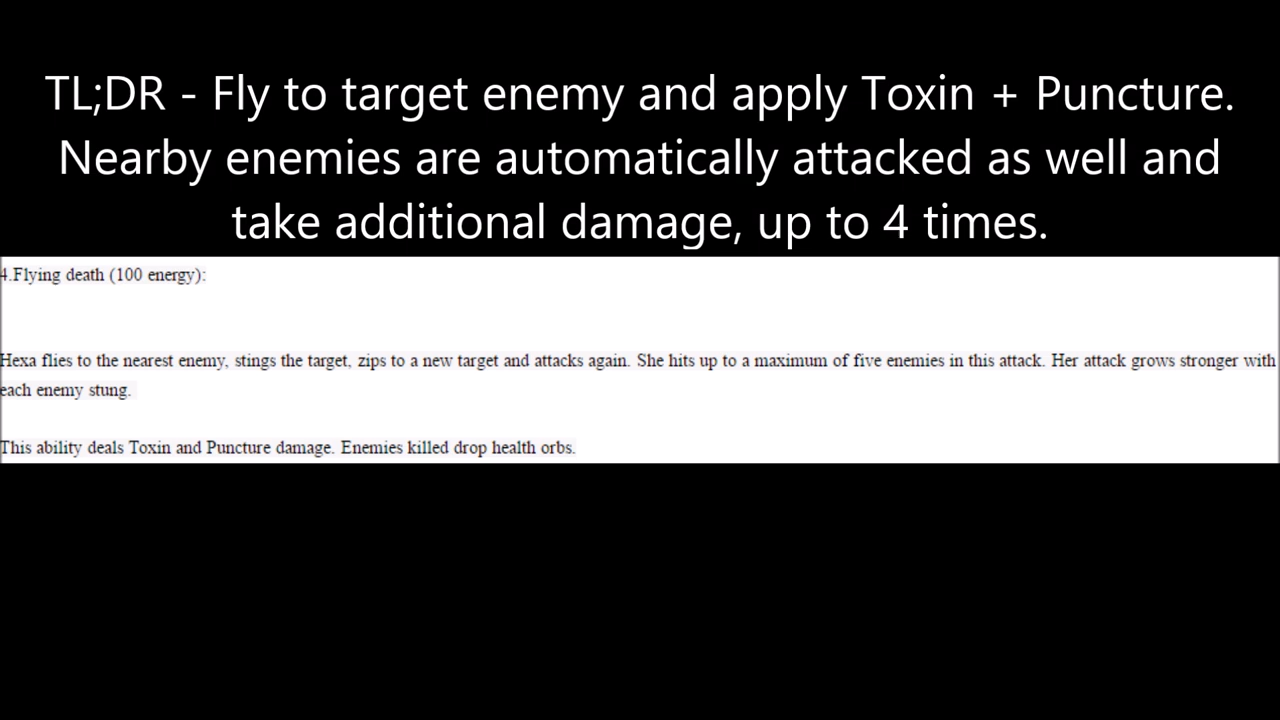 TL;DR - Fly to target enemy and apply Toxin + Puncture.
Nearby enemies are automatically attacked as well and
take additional damage, up to 4 times.
4.Flying death (100 energy):
Hexa flies to the nearest enemy, stings the target, zips to a new target and attacks again. She hits up to a maximum of five enemies in this attack. Her attack grows stronger with
each enemy stung.
This ability deals Toxin and Puncture damage. Enemies killed drop health orbs.